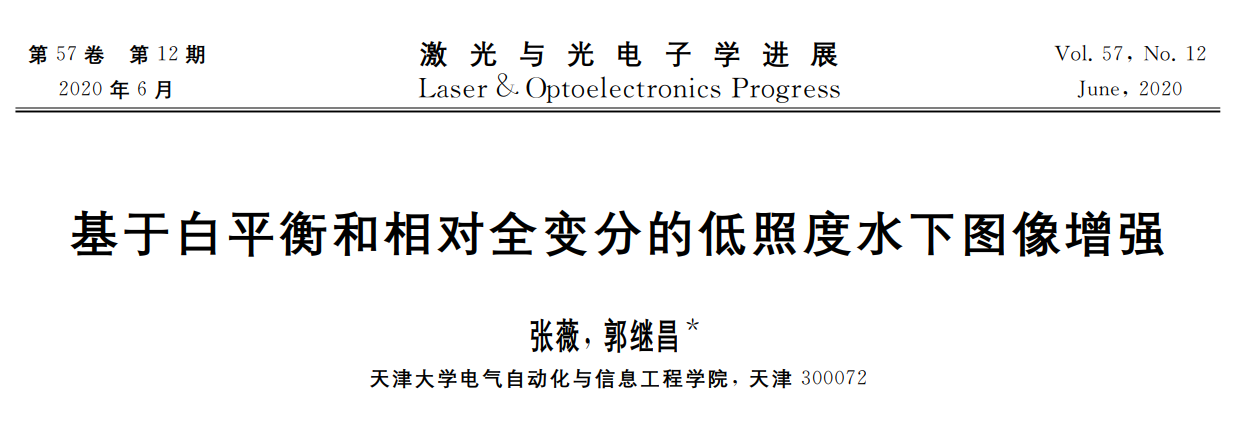 第 57 卷 第 12 期 激光与光电子学进展 Vol. 57, No. 12
2020 年 6 月 Laser & Optoelectronics Progress June, 2020
基于白平衡和相对全变分的低照度水下图像增强
张薇, 郭继昌*
天津大学电气自动化与信息工程学院, 天津 300072